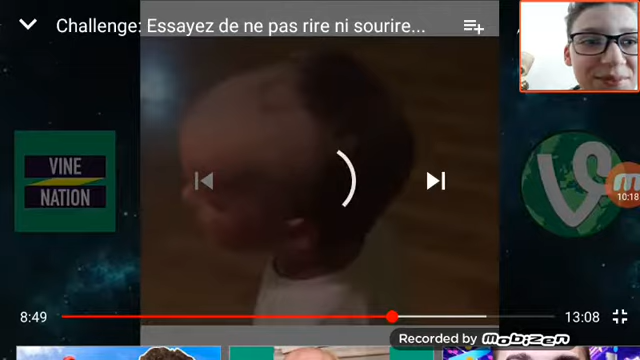 Challenge: Essayez de ne pas rire ni sourire...
VINE
NATION
10:18
8:49
13:08
Recorded by mobizen